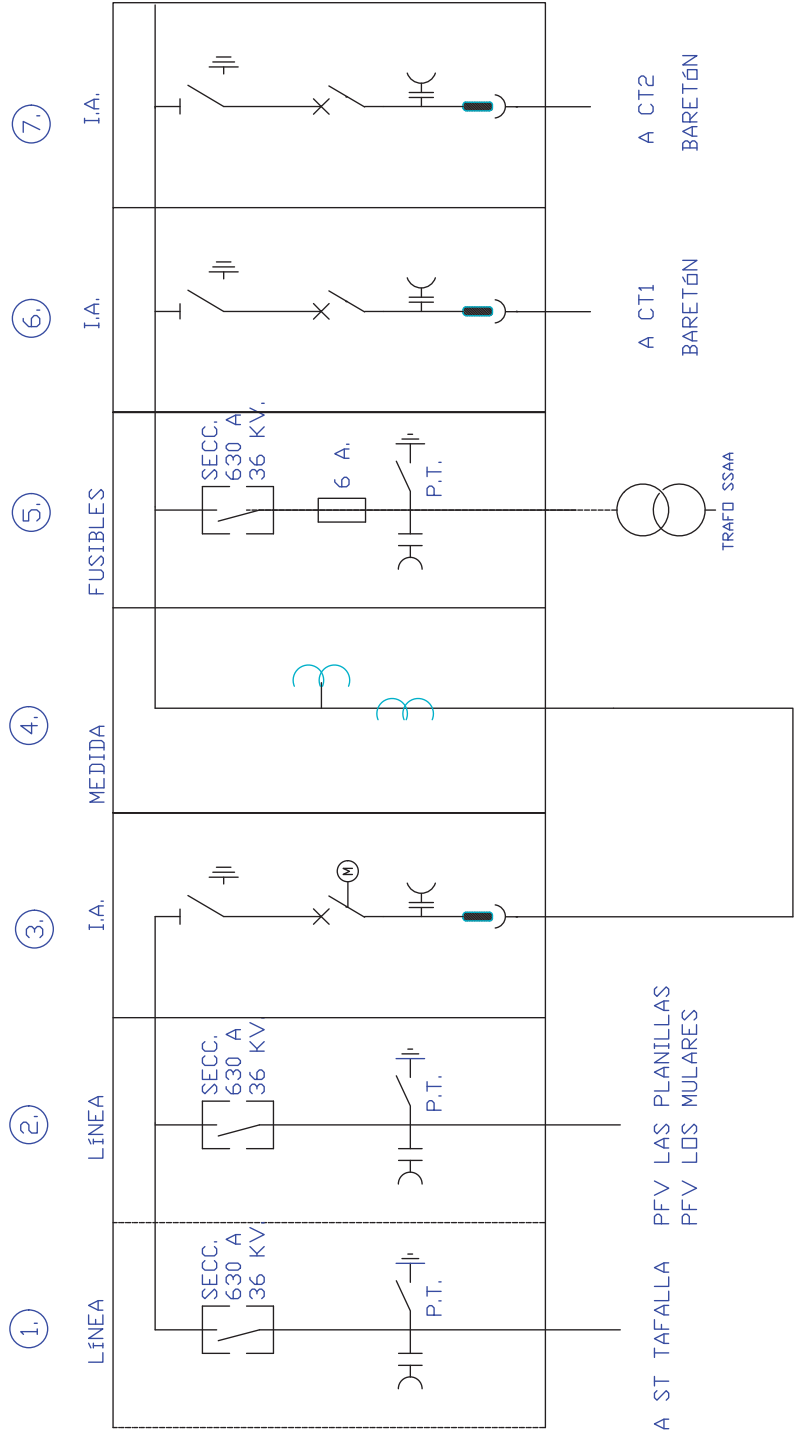 1.
2.
3.
4.
5.
6.
7.
LÍNEA
LÍNEA
I.A.
MEDIDA
FUSIBLES
I.A.
I.A.
SECC.
630 A
36 KV
SECC.
630 A
36 KV
SECC.
630 A
36 KV.
M
6 A.
P.T.
P.T.
P.T.
A ST TAFALLA
PFV LAS PLANILLAS
PFV LOS MULARES
TRAFO SSAA
A CT1
BARETÓN
A CT2
BARETÓN